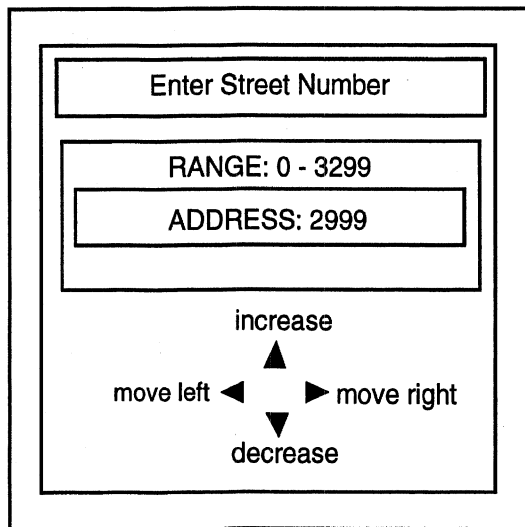 Enter Street Number
RANGE: 0 - 3299
ADDRESS: 2999
increase
move left move right
decrease